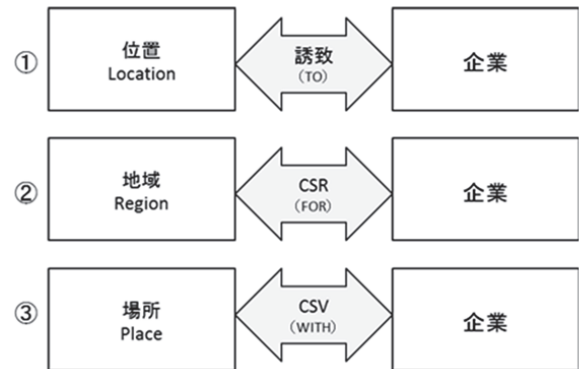 ①
位置
Location
誘致
（TO）
企業
②
地域
Region
CSR
（FOR）
企業
③
場所
Place
CSV
（WITH）
企業